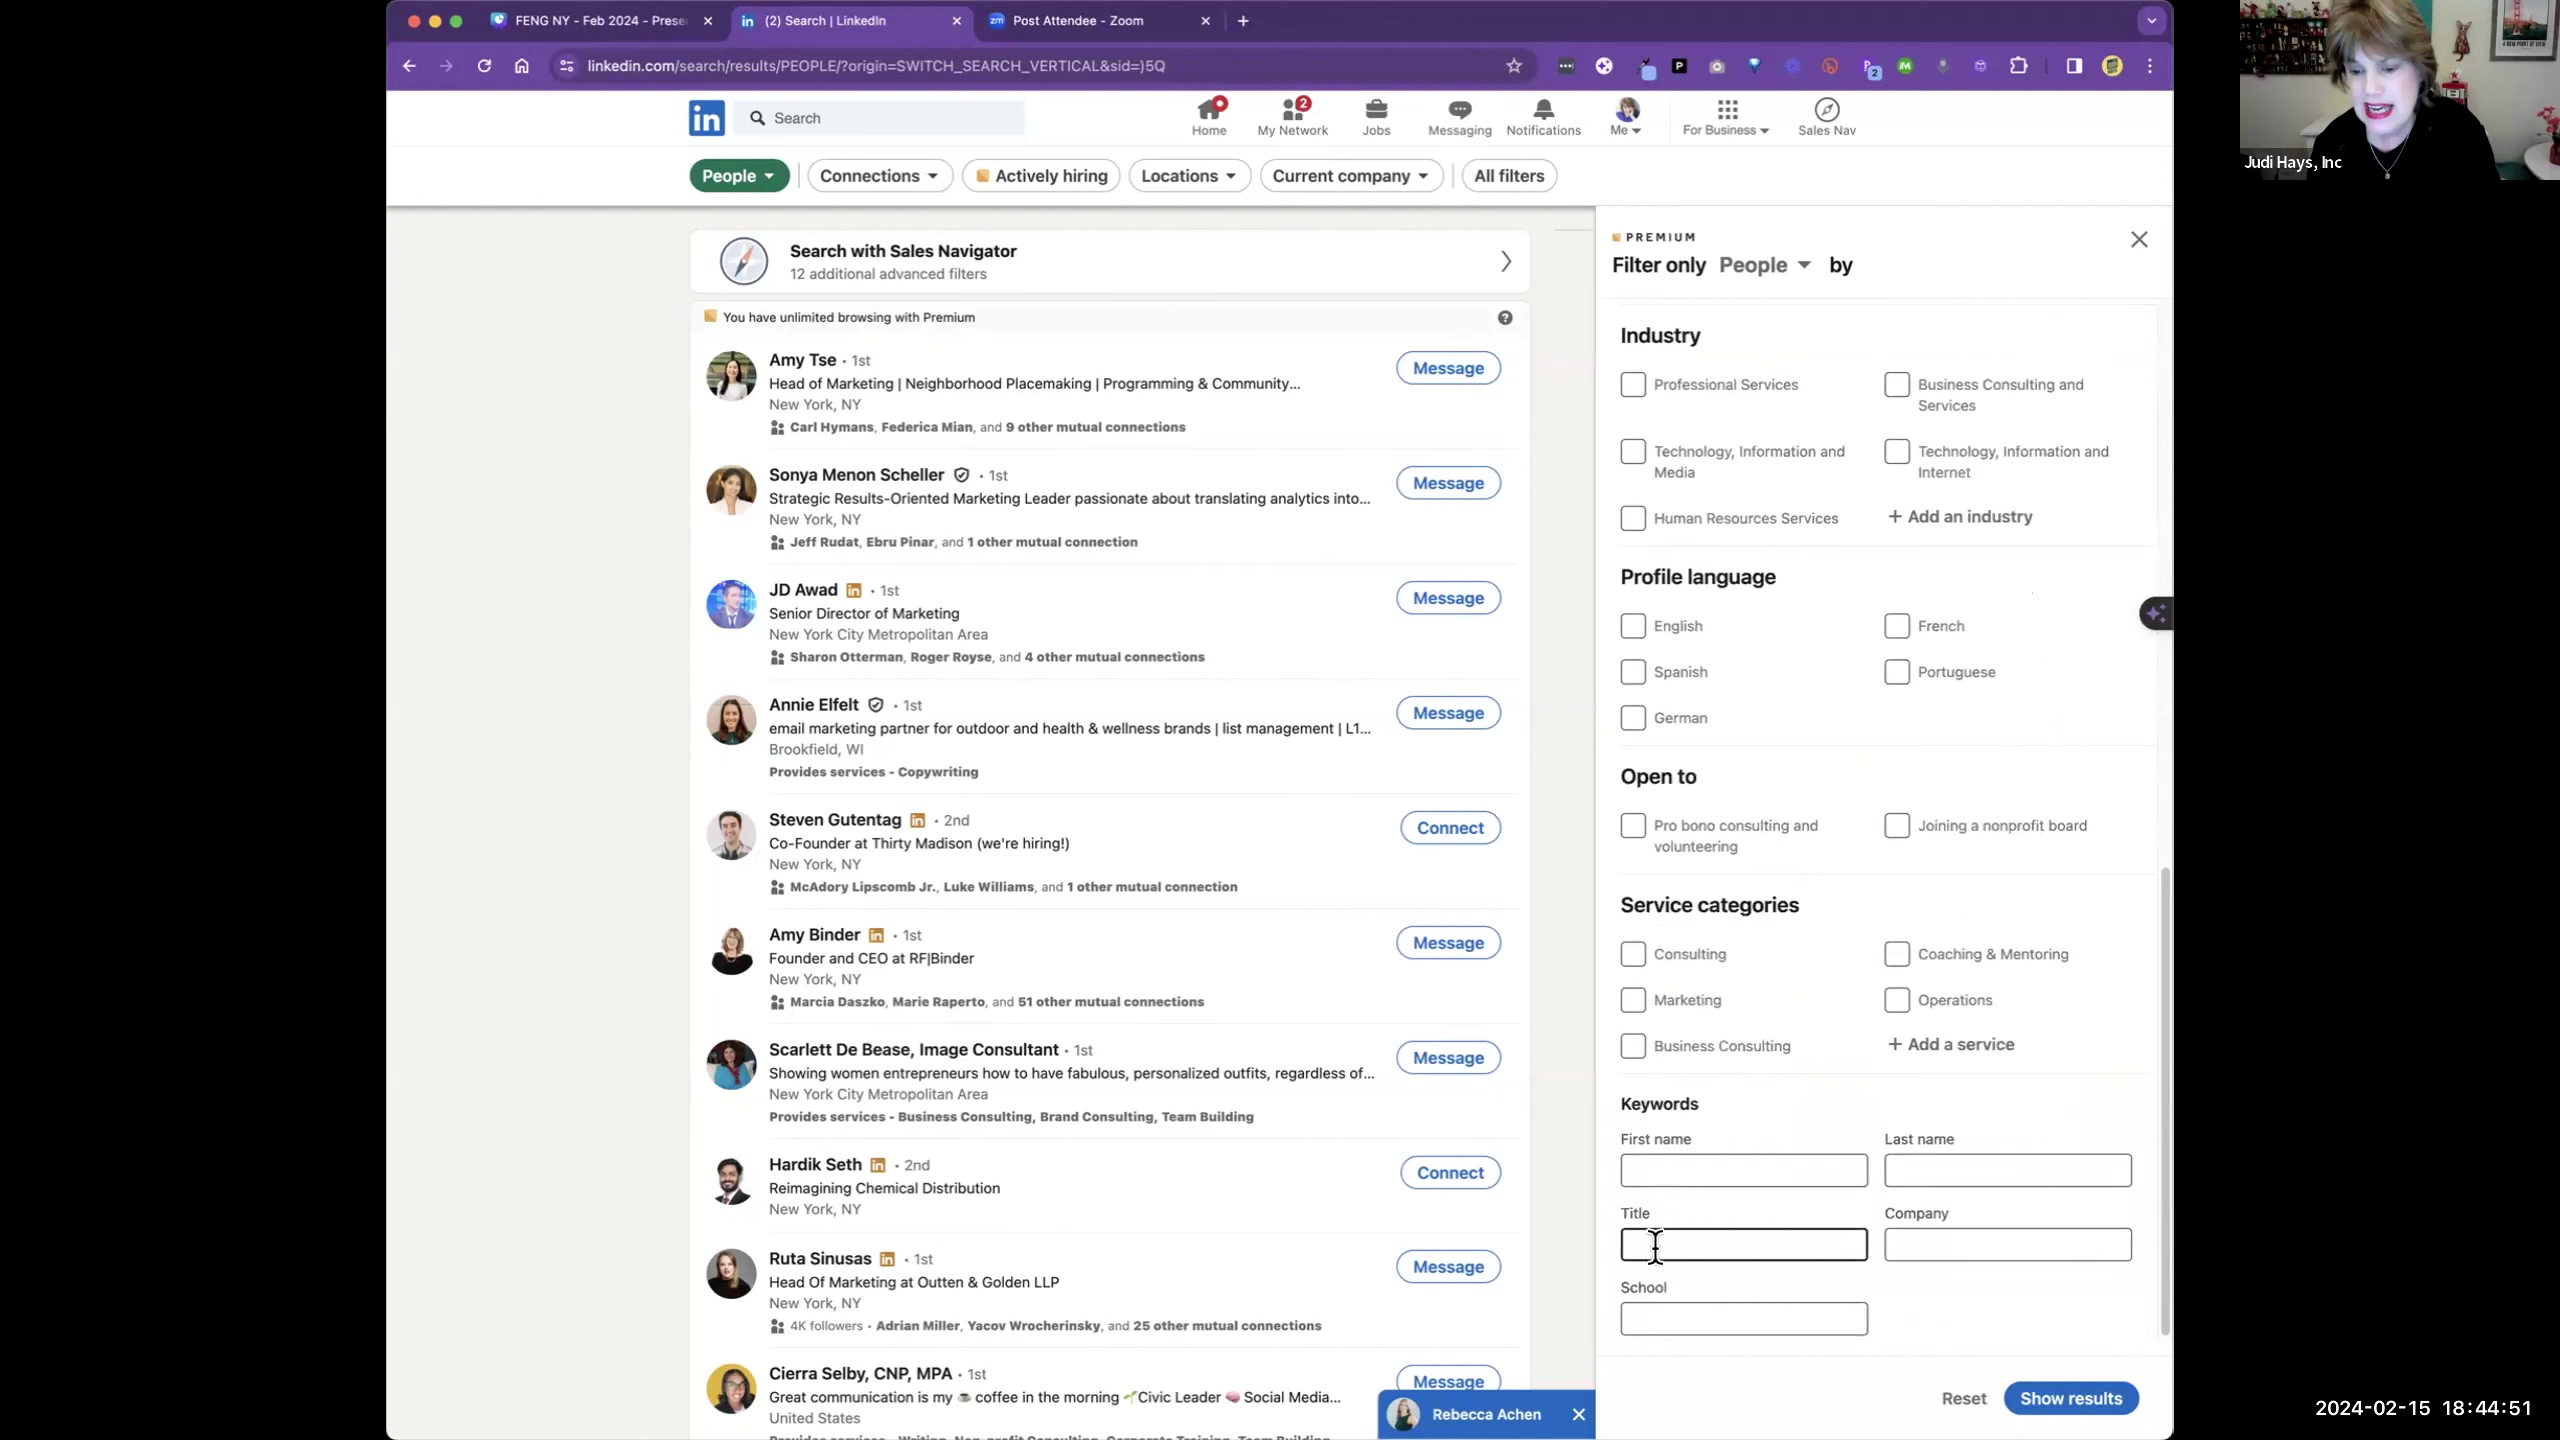 FENG NY - Feb 2024 - Prese
(2) Search | LinkedIn
Post Attendee - Zoom
linkedin.com/search/results/PEOPLE/?origin=SWITCH_SEARCH_VERTICAL&sid=)5Q
Judi Hays, Inc
Search
Home
2
My Network
Jobs
Messaging
Notifications
Me
For Business
Sales Nav
People
Connections
Actively hiring
Locations
Current company
All filters
Search with Sales Navigator
12 additional advanced filters
You have unlimited browsing with Premium
Amy Tse • 1st
Head of Marketing | Neighborhood Placemaking | Programming & Community...
New York, NY
Carl Hymans, Federica Mian, and 9 other mutual connections
Message
Sonya Menon Scheller • 1st
Strategic Results-Oriented Marketing Leader passionate about translating analytics into...
New York, NY
Jeff Rudat, Ebru Pinar, and 1 other mutual connection
Message
JD Awad • 1st
Senior Director of Marketing
New York City Metropolitan Area
Sharon Otterman, Roger Royse, and 4 other mutual connections
Message
Annie Elfelt • 1st
email marketing partner for outdoor and health & wellness brands | list management | L1...
Brookfield, WI
Provides services - Copywriting
Message
Steven Gutentag • 2nd
Co-Founder at Thirty Madison (we're hiring!)
New York, NY
McAdory Lipscomb Jr., Luke Williams, and 1 other mutual connection
Connect
Amy Binder • 1st
Founder and CEO at RF|Binder
New York, NY
Marcia Daszko, Marie Raperto, and 51 other mutual connections
Message
Scarlett De Bease, Image Consultant • 1st
Showing women entrepreneurs how to have fabulous, personalized outfits, regardless of...
New York City Metropolitan Area
Provides services - Business Consulting, Brand Consulting, Team Building
Message
Hardik Seth • 2nd
Reimagining Chemical Distribution
New York, NY
Connect
Ruta Sinusas • 1st
Head Of Marketing at Outten & Golden LLP
New York, NY
4K followers • Adrian Miller, Yacov Wrocherinsky, and 25 other mutual connections
Message
Cierra Selby, CNP, MPA • 1st
Great communication is my ☕ coffee in the morning 🌱Civic Leader 🧠 Social Media...
United States
Message
Rebecca Achen
PREMIUM
Filter only People by
Industry
Professional Services
Business Consulting and
Services
Technology, Information and
Media
Technology, Information and
Internet
Human Resources Services
+ Add an industry
Profile language
English
French
Spanish
Portuguese
German
Open to
Pro bono consulting and
volunteering
Joining a nonprofit board
Service categories
Consulting
Coaching & Mentoring
Marketing
Operations
Business Consulting
+ Add a service
Keywords
First name
Last name
Title
Company
School
Reset
Show results
2024-02-15 18:44:51